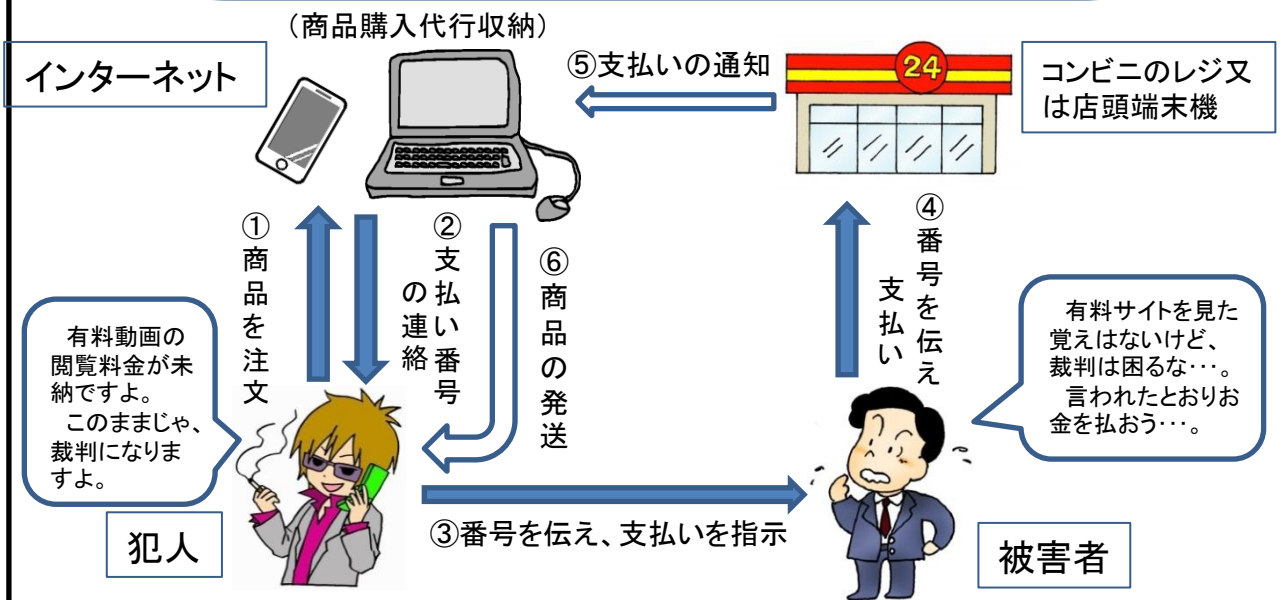 (商品購入代行収納)
インターネット
⑤支払いの通知
24
コンビニのレジ又
は店頭端末機
①商品を注文
②支払い番号
の連絡
⑥商品の発送
④番号を伝え
支払い
有料動画の
閲覧料金が未
納ですよ。
このままじゃ、
裁判になりま
すよ。
有料サイトを見た
覚えはないけど、
裁判は困るな…。
言われたとおりお
金を払おう…。
③番号を伝え、支払いを指示
犯人
被害者